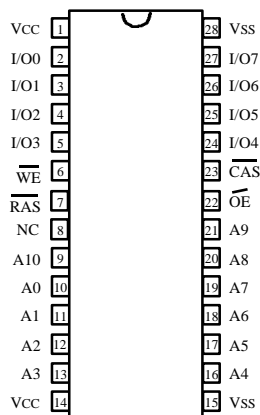 VCC 1 28 VSS
I/O0 2 27 I/O7
I/O1 3 26 I/O6
I/O2 4 25 I/O5
I/O3 5 24 I/O4
WE 6 23 CAS
RAS 7 22 OE
NC 8 21 A9
A10 9 20 A8
A0 10 19 A7
A1 11 18 A6
A2 12 17 A5
A3 13 16 A4
VCC 14 15 VSS